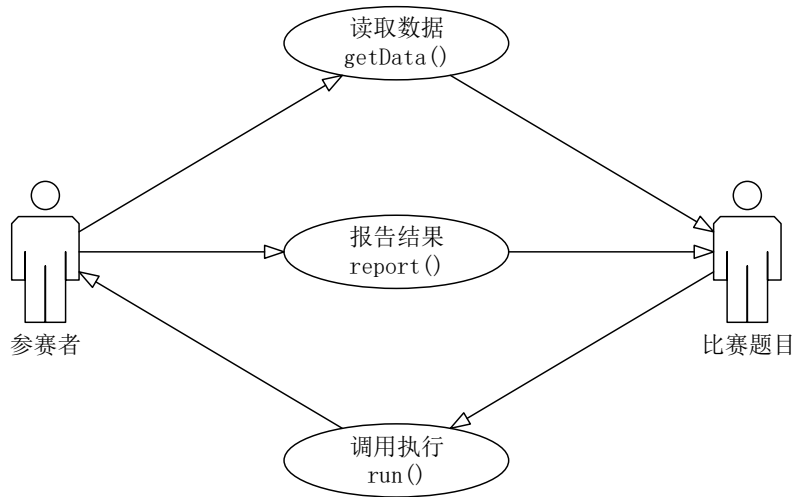 读取数据
getData()
报告结果
report()
参赛者
比赛题目
调用执行
run()